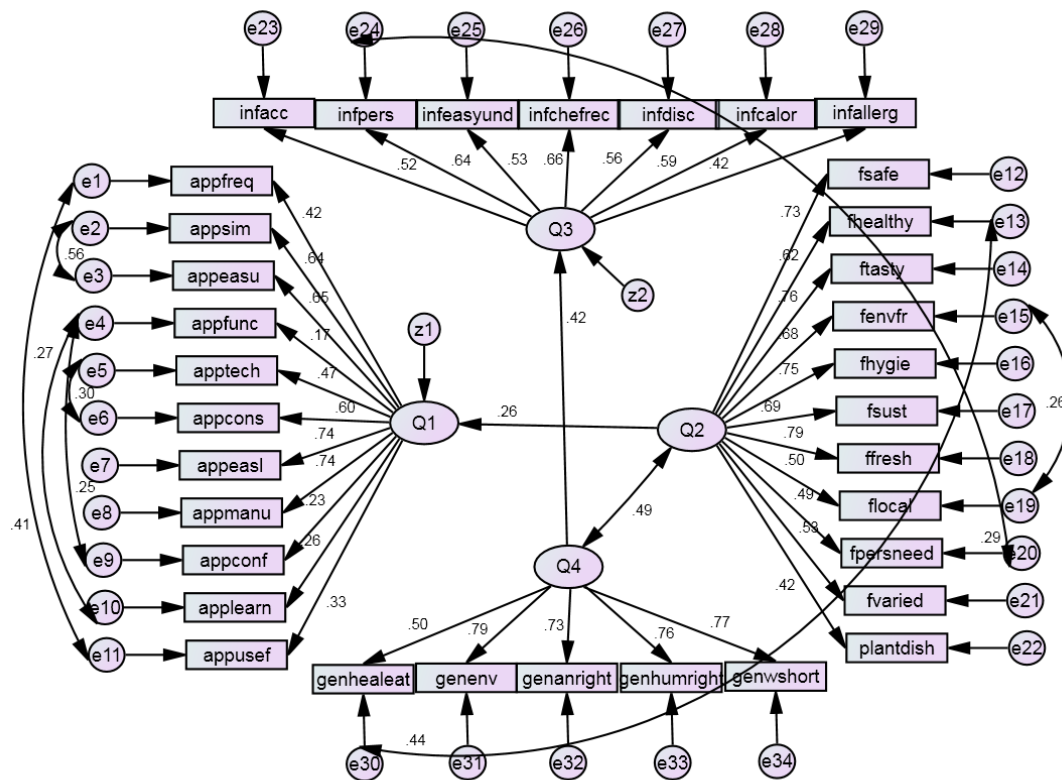 e23 e24 e25 e26 e27 e28 e29
infacc infpers infeasyund infchefrec infdisc infcalor infallerg
.52 .64 .53 .66 .56 .59 .42
Q3
z2
.42
e1 appfreq .42
e2 appsim .64
.56
e3 appeasu .65
e4 appfunc .17
.27
e5 apptech .47
.30
e6 appcons .60
e7 appeasl .74
.25
e8 appmanu .74
e9 appconf .23
.41
e10 applearn .26
e11 appusef .33
z1
Q1
.26
Q2
.49
Q4
.73 fsafe e12
.62 fhealthy e13
.76 ftasty e14
.68 fenvfr e15
.75 fhygie e16
.69 fsust e17
.26
.79 ffresh e18
.50 flocal e19
.49 fpersneed e20
.29
fvaried e21
.42 plantdish e22
.50 .79 .73 .76 .77
genhealeat genenv genanright genhumright genwshort
.44
e30 e31 e32 e33 e34